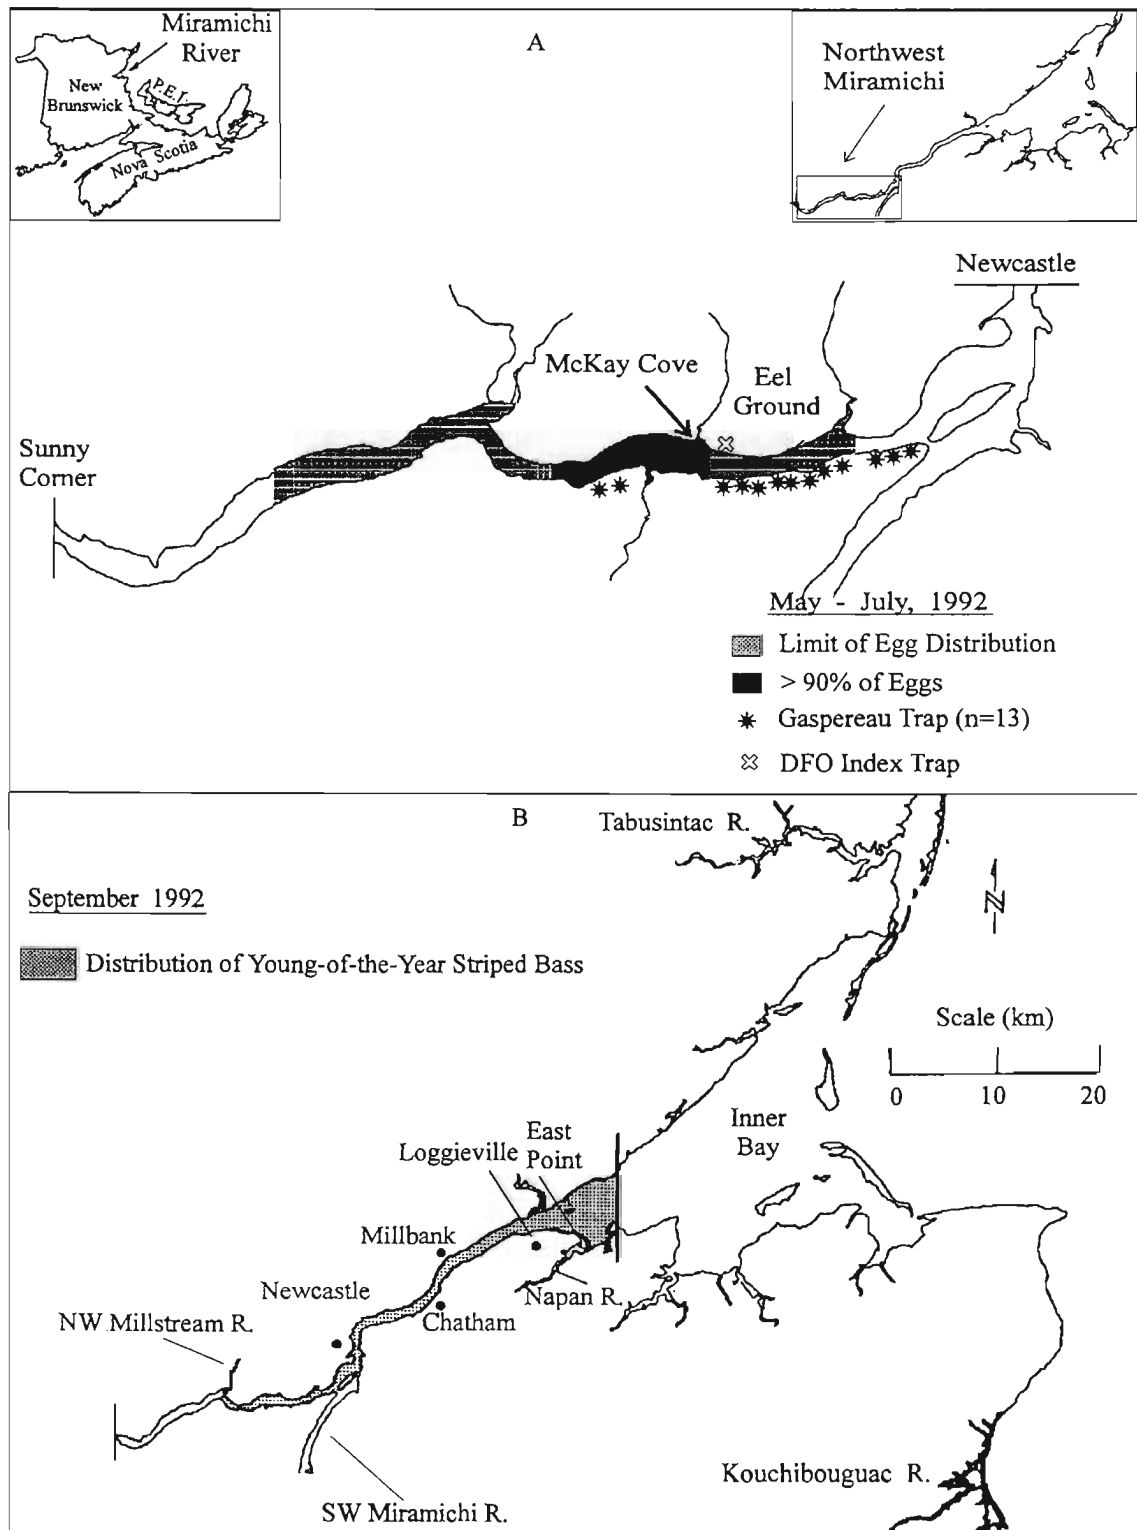 A
Miramichi
River
New
Brunswick
P.E.I.
Nova Scotia
Northwest
Miramichi
Newcastle
McKay Cove
Eel
Ground
Sunny
Corner
May - July, 1992
Limit of Egg Distribution
> 90% of Eggs
Gaspereau Trap (n=13)
DFO Index Trap
B
Tabusintac R.
September 1992
N
Distribution of Young-of-the-Year Striped Bass
Scale (km)
0 10 20
Inner
Bay
East
Point
Loggieville
Millbank
Newcastle
Napan R.
Chatham
NW Millstream R.
Kouchibouguac R.
SW Miramichi R.